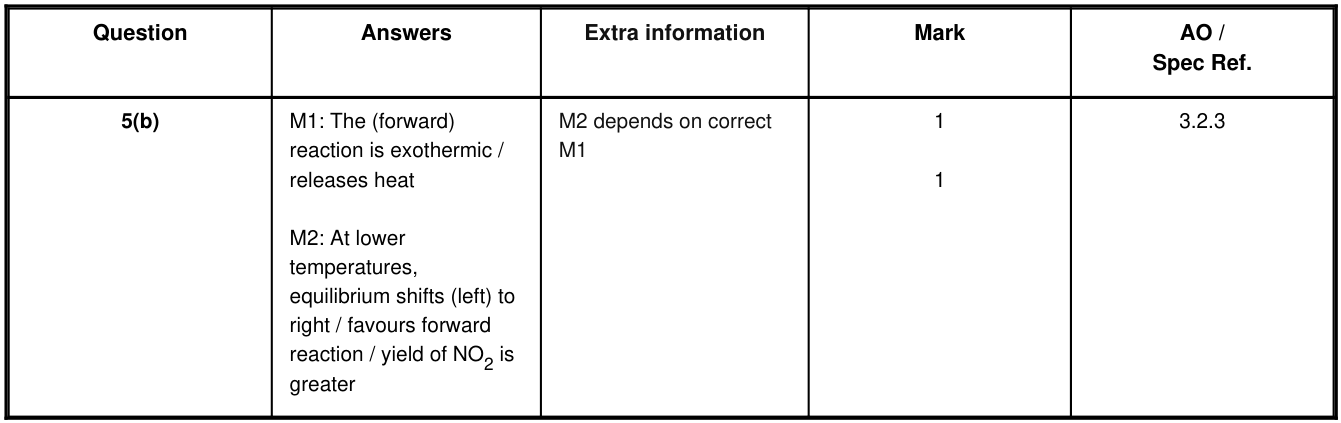 Question Answers Extra information Mark AO /
Spec Ref.
5(b) M1: The (forward) M2 depends on correct 1 3.2.3
reaction is exothermic / M1
releases heat 1
M2: At lower
temperatures,
equilibrium shifts (left) to
right / favours forward
reaction / yield of NO₂ is
greater